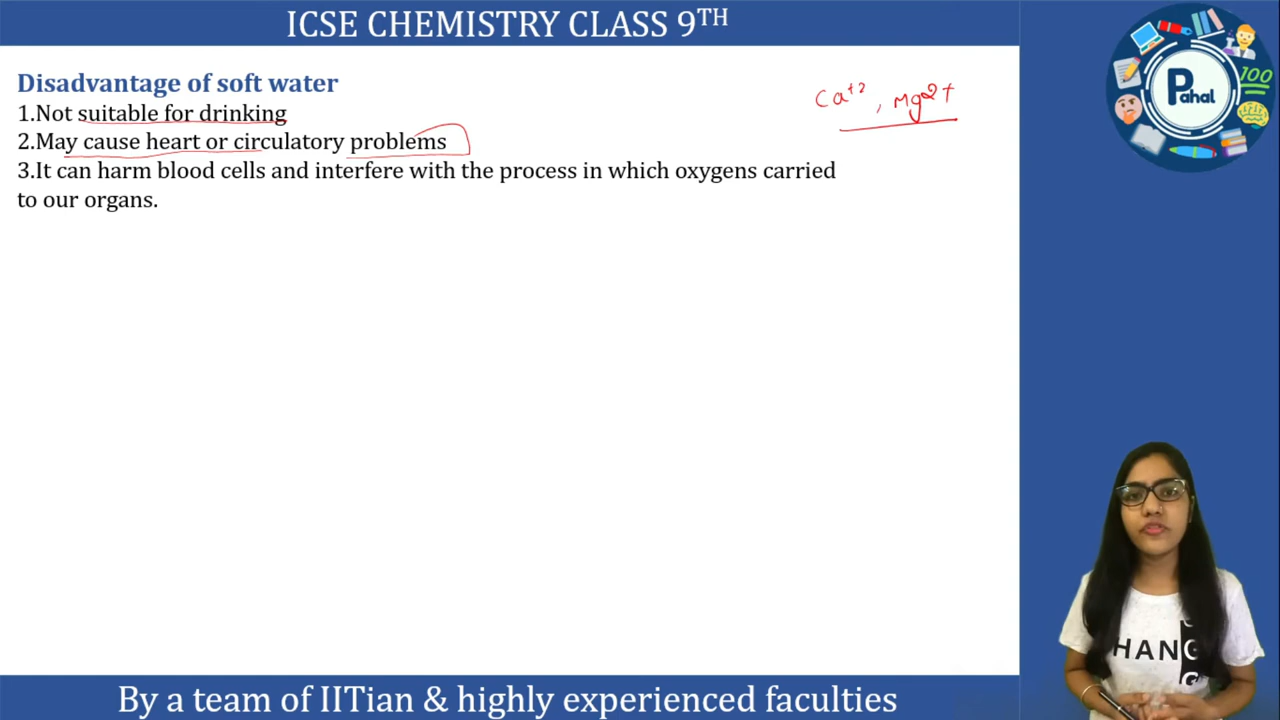 ICSE CHEMISTRY CLASS 9TH
Disadvantage of soft water
1.Not suitable for drinking
2.May cause heart or circulatory problems
3.It can harm blood cells and interfere with the process in which oxygens carried
to our organs.
Ca+2, Mg2+
Pahal
100
HANG
G
By a team of IITian & highly experienced faculties